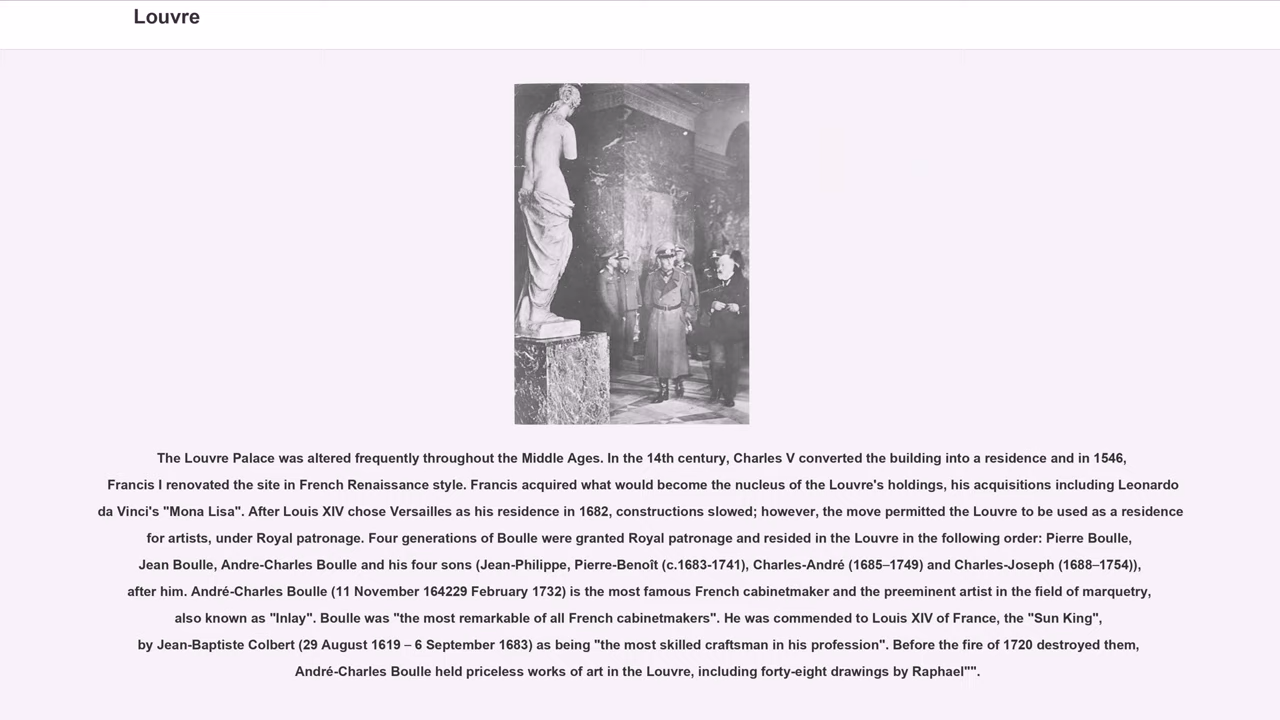 Louvre
The Louvre Palace was altered frequently throughout the Middle Ages. In the 14th century, Charles V converted the building into a residence and in 1546,
Francis I renovated the site in French Renaissance style. Francis acquired what would become the nucleus of the Louvre's holdings, his acquisitions including Leonardo
da Vinci's "Mona Lisa". After Louis XIV chose Versailles as his residence in 1682, constructions slowed; however, the move permitted the Louvre to be used as a residence
for artists, under Royal patronage. Four generations of Boulle were granted Royal patronage and resided in the Louvre in the following order: Pierre Boulle,
Jean Boulle, Andre-Charles Boulle and his four sons (Jean-Philippe, Pierre-Benoît (c.1683-1741), Charles-André (1685–1749) and Charles-Joseph (1688–1754)),
after him. André-Charles Boulle (11 November 164229 February 1732) is the most famous French cabinetmaker and the preeminent artist in the field of marquetry,
also known as "Inlay". Boulle was "the most remarkable of all French cabinetmakers". He was commended to Louis XIV of France, the "Sun King",
by Jean-Baptiste Colbert (29 August 1619 – 6 September 1683) as being "the most skilled craftsman in his profession". Before the fire of 1720 destroyed them,
André-Charles Boulle held priceless works of art in the Louvre, including forty-eight drawings by Raphael"".